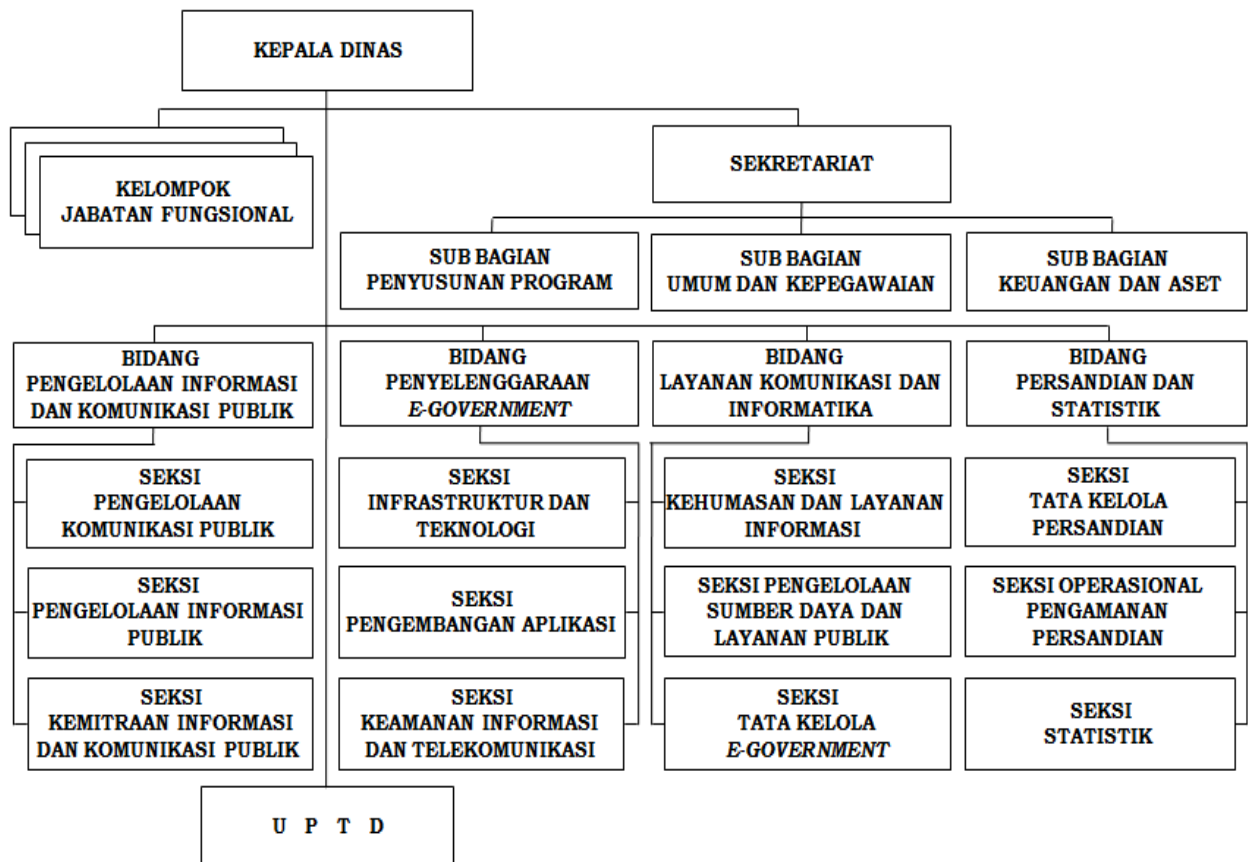 KEPALA DINAS
KELOMPOK
JABATAN FUNGSIONAL
SEKRETARIAT
SUB BAGIAN
PENYUSUNAN PROGRAM
SUB BAGIAN
UMUM DAN KEPEGAWAIAN
SUB BAGIAN
KEUANGAN DAN ASET
BIDANG
PENGELOLAAN INFORMASI
DAN KOMUNIKASI PUBLIK
BIDANG
PENYELENGGARAAN
E-GOVERNMENT
BIDANG
LAYANAN KOMUNIKASI DAN
INFORMATIKA
BIDANG
PERSANDIAN DAN
STATISTIK
SEKSI
PENGELOLAAN
KOMUNIKASI PUBLIK
SEKSI
INFRASTRUKTUR DAN
TEKNOLOGI
SEKSI
KEHUMASAN DAN LAYANAN
INFORMASI
SEKSI
TATA KELOLA
PERSANDIAN
SEKSI
PENGELOLAAN INFORMASI
PUBLIK
SEKSI
PENGEMBANGAN APLIKASI
SEKSI PENGELOLAAN
SUMBER DAYA DAN
LAYANAN PUBLIK
SEKSI OPERASIONAL
PENGAMANAN
PERSANDIAN
SEKSI
KEMITRAAN INFORMASI
DAN KOMUNIKASI PUBLIK
SEKSI
KEAMANAN INFORMASI
DAN TELEKOMUNIKASI
SEKSI
TATA KELOLA
E-GOVERNMENT
SEKSI
STATISTIK
U P T D